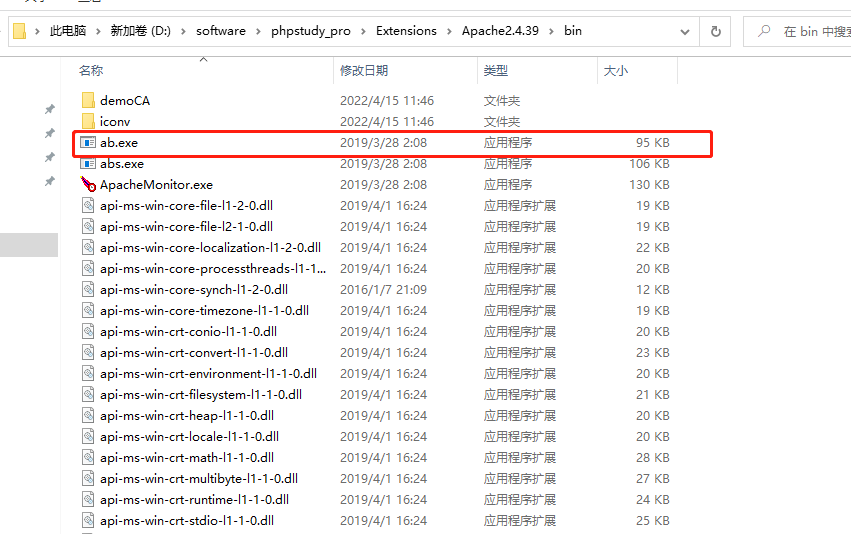 此电脑 > 新加卷 (D:) > software > phpstudy_pro > Extensions > Apache2.4.39 > bin 在 bin 中搜索
名称 修改日期 类型 大小
demoCA 2022/4/15 11:46 文件夹
iconv 2022/4/15 11:46 文件夹
ab.exe 2019/3/28 2:08 应用程序 95 KB
abs.exe 2019/3/28 2:08 应用程序 106 KB
ApacheMonitor.exe 2019/3/28 2:08 应用程序 130 KB
api-ms-win-core-file-l1-2-0.dll 2019/4/1 16:24 应用程序扩展 19 KB
api-ms-win-core-file-l2-1-0.dll 2019/4/1 16:24 应用程序扩展 19 KB
api-ms-win-core-localization-l1-2-0.dll 2019/4/1 16:24 应用程序扩展 22 KB
api-ms-win-core-processthreads-l1-1... 2019/4/1 16:24 应用程序扩展 20 KB
api-ms-win-core-synch-l1-2-0.dll 2016/1/7 21:09 应用程序扩展 12 KB
api-ms-win-core-timezone-l1-1-0.dll 2019/4/1 16:24 应用程序扩展 19 KB
api-ms-win-crt-conio-l1-1-0.dll 2019/4/1 16:24 应用程序扩展 20 KB
api-ms-win-crt-convert-l1-1-0.dll 2019/4/1 16:24 应用程序扩展 23 KB
api-ms-win-crt-environment-l1-1-0.dll 2019/4/1 16:24 应用程序扩展 20 KB
api-ms-win-crt-filesystem-l1-1-0.dll 2019/4/1 16:24 应用程序扩展 21 KB
api-ms-win-crt-heap-l1-1-0.dll 2019/4/1 16:24 应用程序扩展 20 KB
api-ms-win-crt-locale-l1-1-0.dll 2019/4/1 16:24 应用程序扩展 20 KB
api-ms-win-crt-math-l1-1-0.dll 2019/4/1 16:24 应用程序扩展 28 KB
api-ms-win-crt-multibyte-l1-1-0.dll 2019/4/1 16:24 应用程序扩展 27 KB
api-ms-win-crt-runtime-l1-1-0.dll 2019/4/1 16:24 应用程序扩展 24 KB
api-ms-win-crt-stdio-l1-1-0.dll 2019/4/1 16:24 应用程序扩展 25 KB